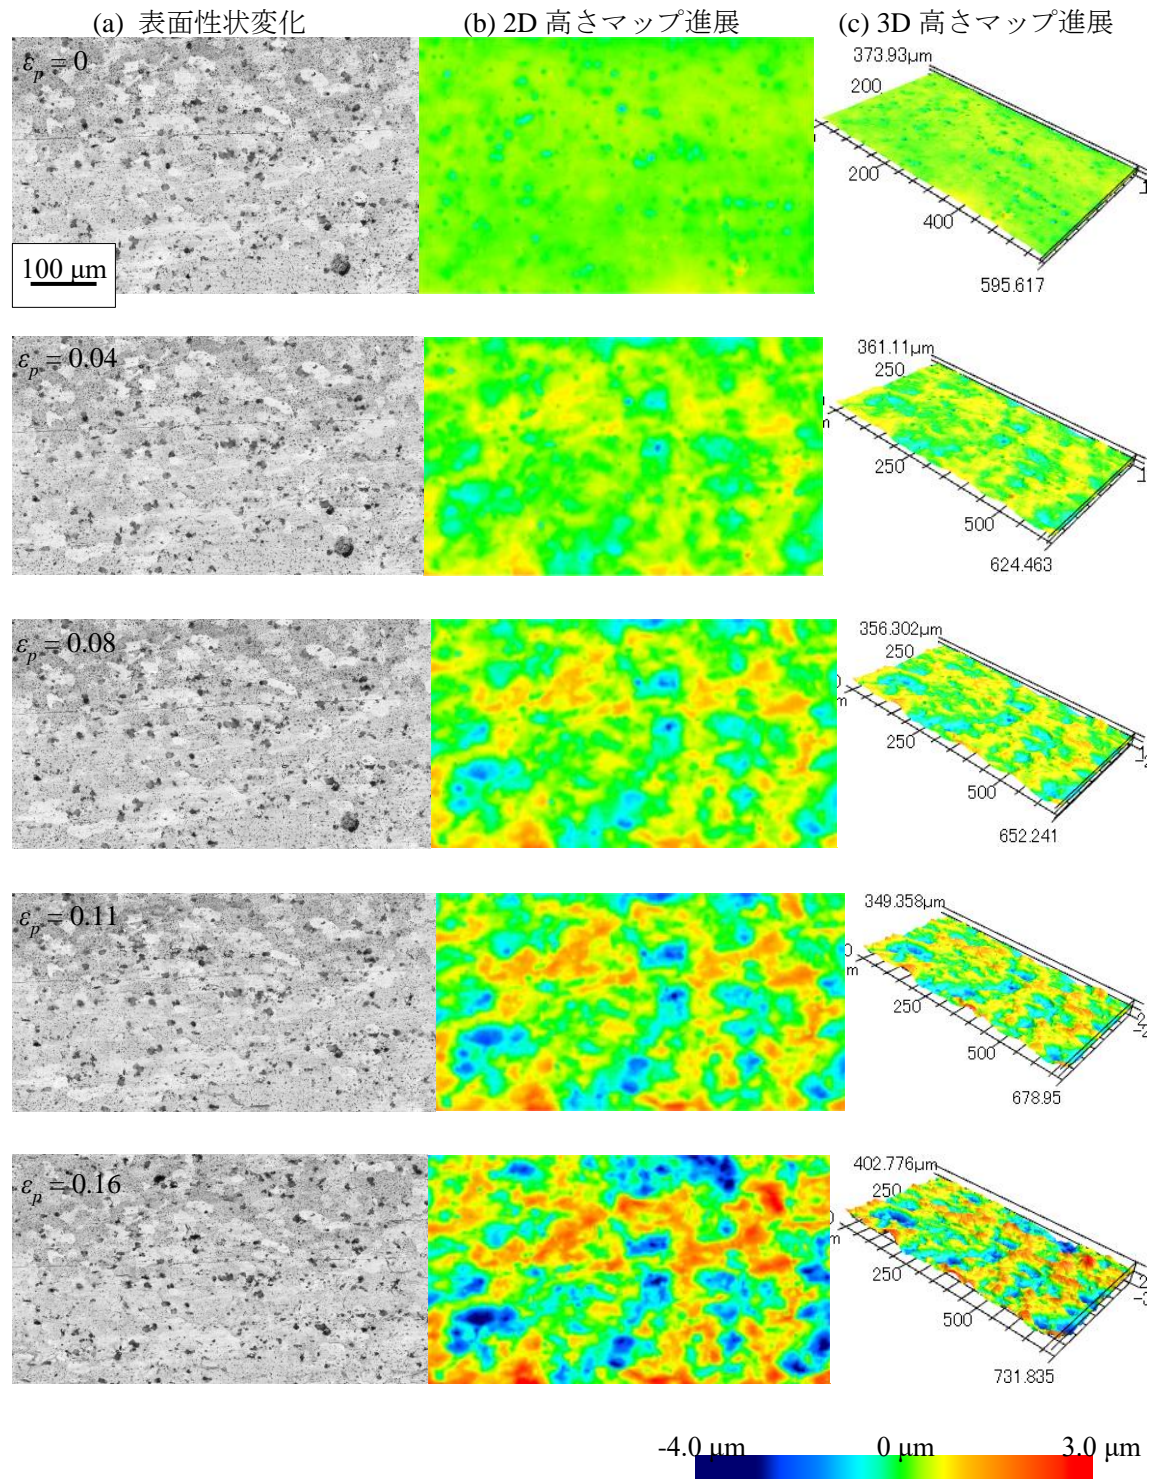 (a) 表面性状変化
(b) 2D 高さマップ進展
(c) 3D 高さマップ進展
εp = 0
373.93μm
200
200
400
595.617
100 μm
εp = 0.04
361.11μm
250
250
500
624.463
εp = 0.08
356.302μm
250
250
500
652.241
εp = 0.11
349.358μm
250
500
678.95
εp = 0.16
402.776μm
250
250
500
731.835
-4.0 μm 0 μm 3.0 μm